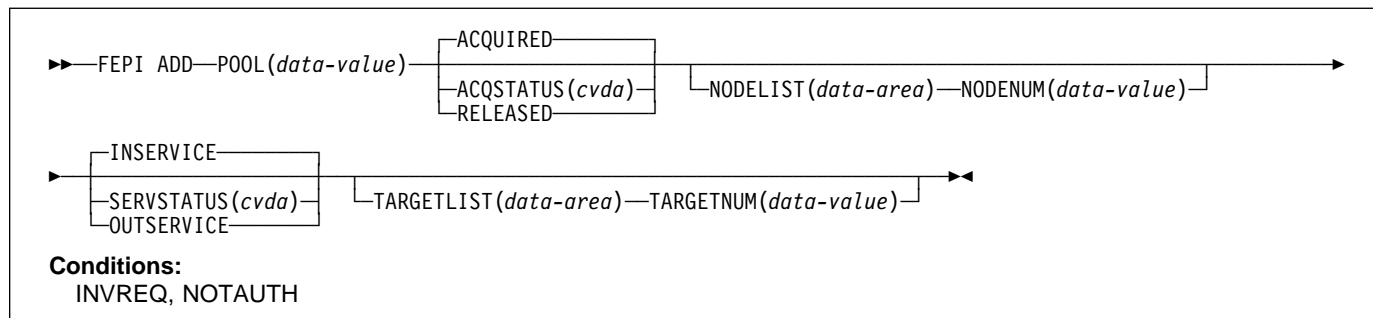 ACQUIRED
FEPI ADD POOL(data-value)
ACQSTATUS(cvda) NODELIST(data-area) NODENUM(data-value)
RELEASED
INSERVICE
SERVSTATUS(cvda) TARGETLIST(data-area) TARGETNUM(data-value)
OUTSERVICE
Conditions:
INVREQ, NOTAUTH